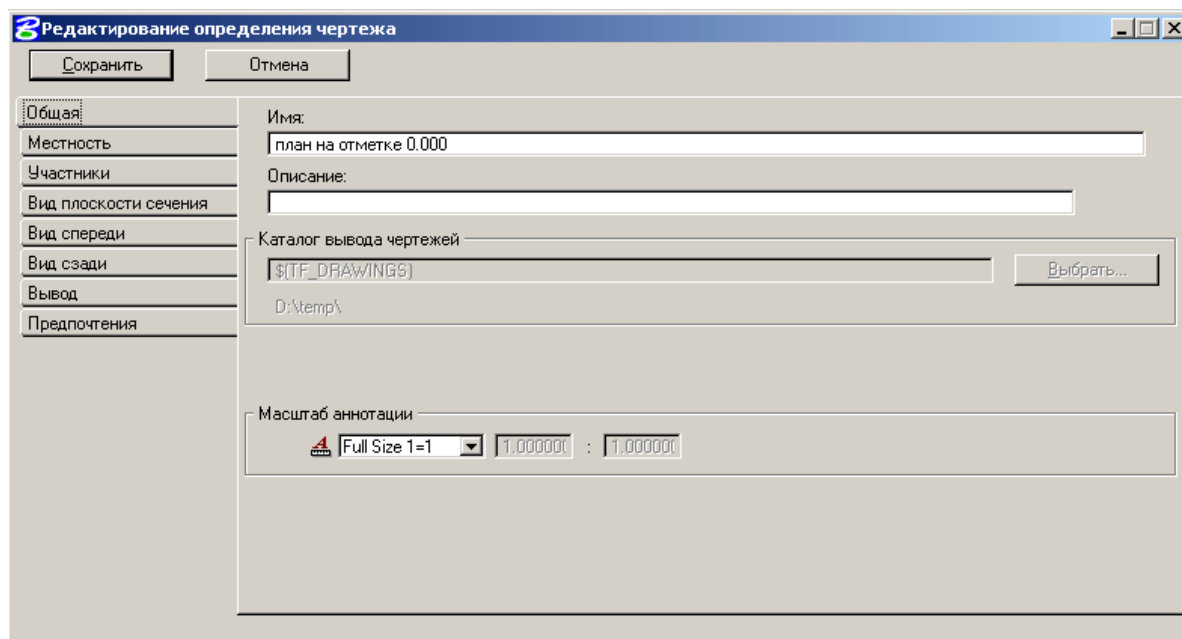 Редактирование определения чертежа
Сохранить Отмена
Общая
Местность
Участники
Вид плоскости сечения
Вид спереди
Вид сзади
Вывод
Предпочтения
Имя:
план на отметке 0.000
Описание:
Каталог вывода чертежей
$(TF_DRAWINGS) Выбрать...
D:\temp\
Масштаб аннотации
Full Size 1=1 1.000000 : 1.000000